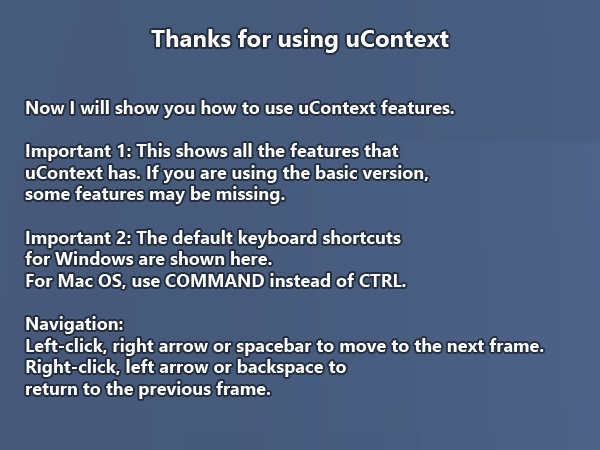 Thanks for using uContext
Now I will show you how to use uContext features.
Important 1: This shows all the features that
uContext has. If you are using the basic version,
some features may be missing.
Important 2: The default keyboard shortcuts
for Windows are shown here.
For Mac OS, use COMMAND instead of CTRL.
Navigation:
Left-click, right arrow or spacebar to move to the next frame.
Right-click, left arrow or backspace to
return to the previous frame.